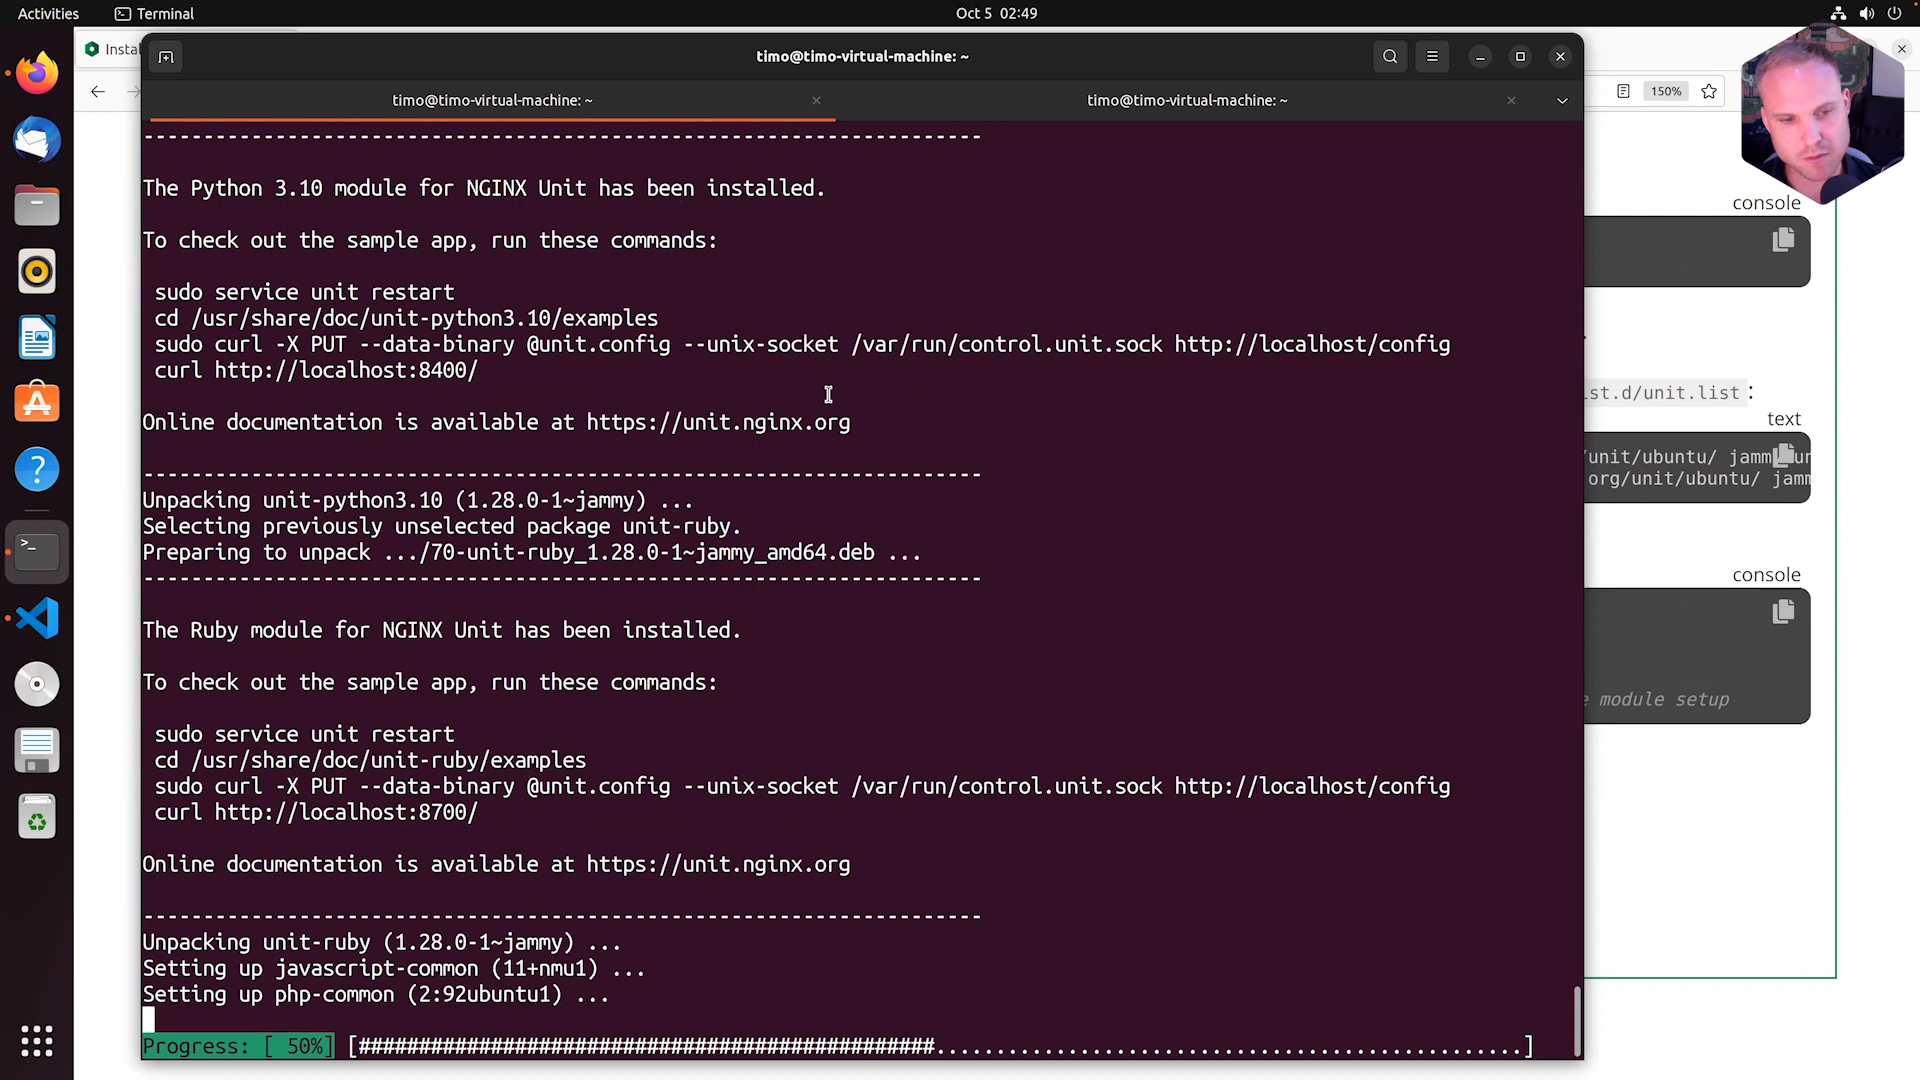 Activities Terminal Oct 5 02:49
Insta
timo@timo-virtual-machine: ~
timo@timo-virtual-machine: ~ timo@timo-virtual-machine: ~
150%
--------------------------------------------------------------------
The Python 3.10 module for NGINX Unit has been installed.
To check out the sample app, run these commands:
sudo service unit restart
cd /usr/share/doc/unit-python3.10/examples
sudo curl -X PUT --data-binary @unit.config --unix-socket /var/run/control.unit.sock http://localhost/config
curl http://localhost:8400/
Online documentation is available at https://unit.nginx.org
----------------------------------------------------------------------
Unpacking unit-python3.10 (1.28.0-1~jammy) ...
Selecting previously unselected package unit-ruby.
Preparing to unpack .../70-unit-ruby_1.28.0-1~jammy_amd64.deb ...
----------------------------------------------------------------------
The Ruby module for NGINX Unit has been installed.
To check out the sample app, run these commands:
sudo service unit restart
cd /usr/share/doc/unit-ruby/examples
sudo curl -X PUT --data-binary @unit.config --unix-socket /var/run/control.unit.sock http://localhost/config
curl http://localhost:8700/
Online documentation is available at https://unit.nginx.org
----------------------------------------------------------------------
Unpacking unit-ruby (1.28.0-1~jammy) ...
Setting up javascript-common (11+nmu1) ...
Setting up php-common (2:92ubuntu1) ...
Progress: [ 50%] [################################################.................................................]
console
st.d/unit.list :
text
/unit/ubuntu/ jammy un
org/unit/ubuntu/ jamm
console
e module setup